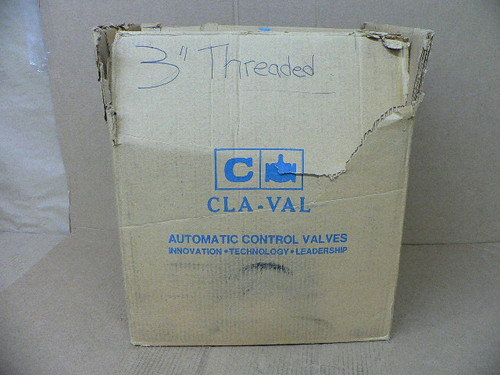 3" Threaded
C
CLA-VAL
AUTOMATIC CONTROL VALVES
INNOVATION • TECHNOLOGY • LEADERSHIP